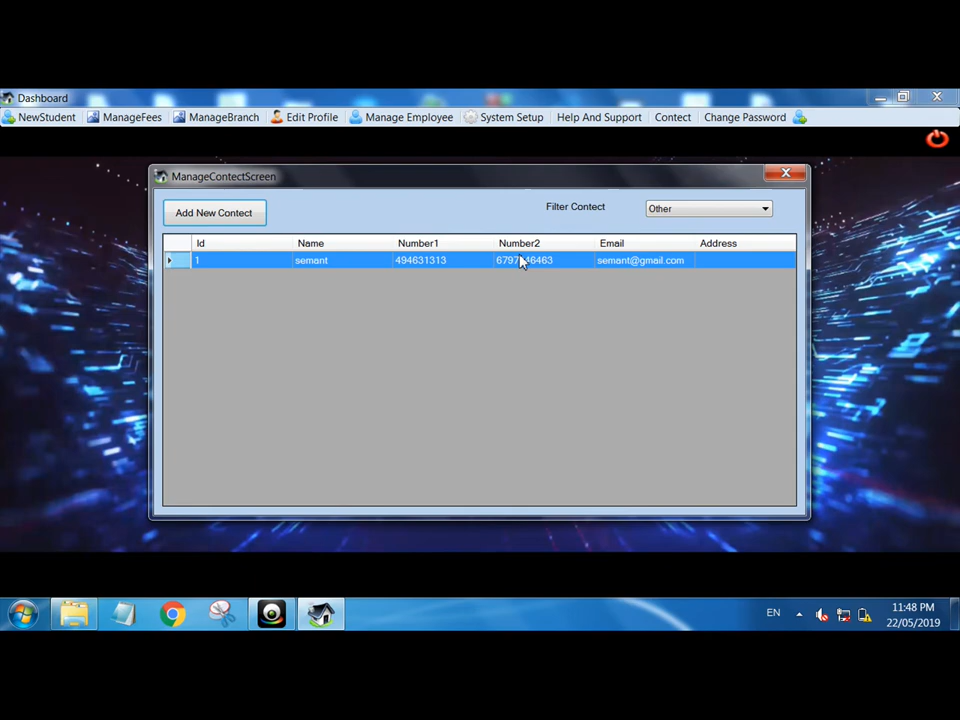 Dashboard
NewStudent ManageFees ManageBranch Edit Profile Manage Employee System Setup Help And Support Contect Change Password
ManageContectScreen
Add New Contect Filter Contect Other
Id Name Number1 Number2 Email Address
1 semant 494631313 semant@gmail.com
EN 11:48 PM
22/05/2019